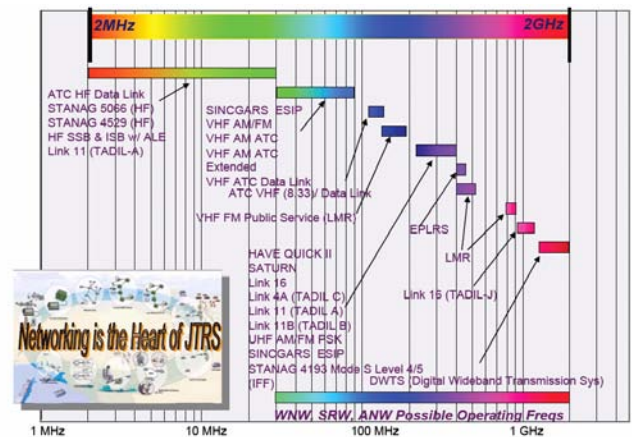 2MHz
2GHz
ATC HF Data Link
STANAG 5066 (HF)
STANAG 4529 (HF)
HF SSB & ISB w/ ALE
Link 11 (TADIL-A)
SINCGARS ESIP
VHF AM/FM
VHF AM ATC
VHF AM ATC
Extended
VHF ATC Data Link
ATC VHF (8.33)/ Data Link
VHF FM Public Service (LMR)
EPLRS
LMR
HAVE QUICK II
SATURN
Link 16
Link 4A (TADIL C)
Link 11 (TADIL A)
Link 11B (TADIL B)
UHF AM/FM PSK
SINCGARS ESIP
STANAG 4193 Mode S Level 4/5
(IFF)
Link 16 (TADIL-J)
DWTS (Digital Wideband Transmission Sys)
Networking is the Heart of JTRS
WNW, SRW, ANW Possible Operating Freqs
1 MHz
10 MHz
100 MHz
1 GHz